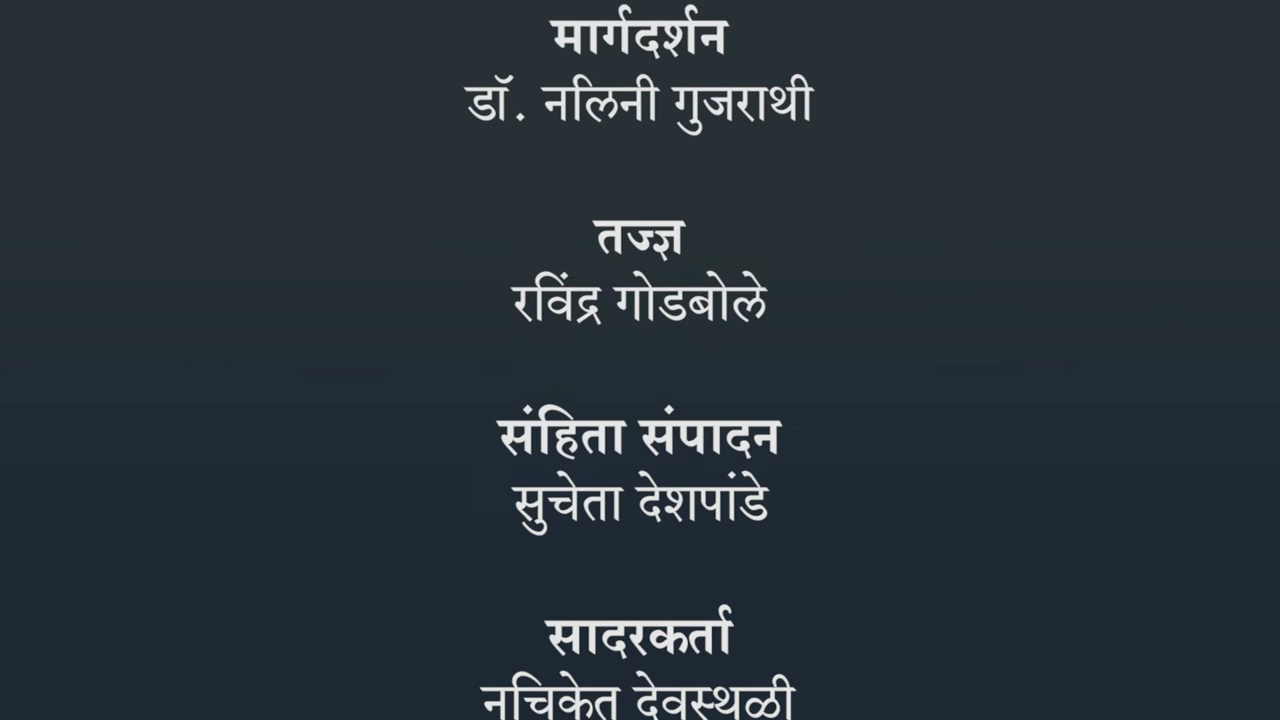 मार्गदर्शन
डॉ. नलिनी गुजराथी
तज्ज्ञ
रविंद्र गोडबोले
संहिता संपादन
सुचेता देशपांडे
सादरकर्ता
नचिकेत देवस्थळी